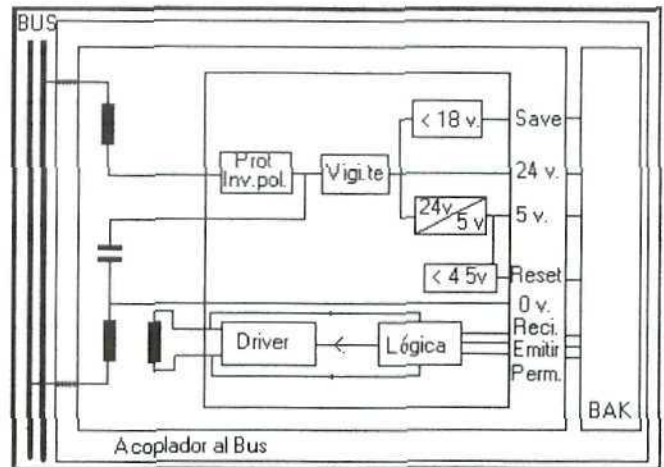 BUS
< 18 v.
Save
Prot
Inv.pol.
Vigi.te
24 v.
24v
5 v
5 v.
< 4 5v
Reset
0 v.
Driver
Lógica
Reci.
Emitir
Perm.
BAK
Acoplador al Bus